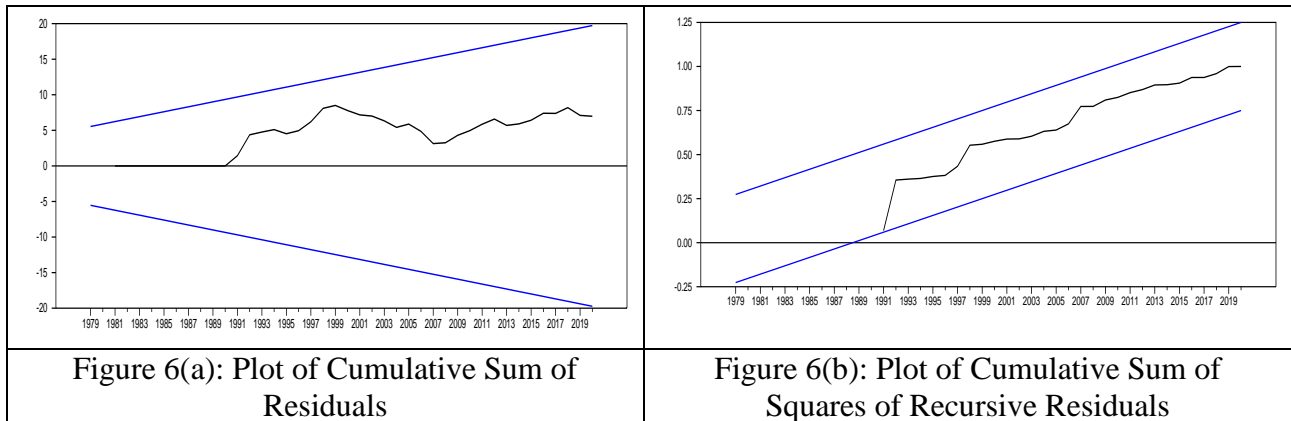 20
15
10
5
0
-5
-10
-15
-20
1979 1981 1983 1985 1987 1989 1991 1993 1995 1997 1999 2001 2003 2005 2007 2009 2011 2013 2015 2017 2019
Figure 6(a): Plot of Cumulative Sum of
Residuals
1.25
1.00
0.75
0.50
0.25
0.00
-0.25
1979 1981 1983 1985 1987 1989 1991 1993 1995 1997 1999 2001 2003 2005 2007 2009 2011 2013 2015 2017 2019
Figure 6(b): Plot of Cumulative Sum of
Squares of Recursive Residuals